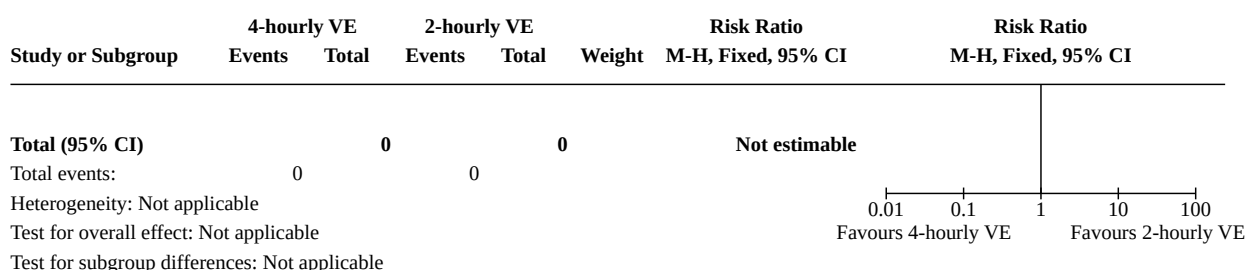 4-hourly VE 2-hourly VE Risk Ratio Risk Ratio
Study or Subgroup Events Total Events Total Weight M-H, Fixed, 95% CI M-H, Fixed, 95% CI
Total (95% CI) 0 0 Not estimable
Total events: 0 0
Heterogeneity: Not applicable
0.01 0.1 1 10 100
Test for overall effect: Not applicable Favours 4-hourly VE Favours 2-hourly VE
Test for subgroup differences: Not applicable